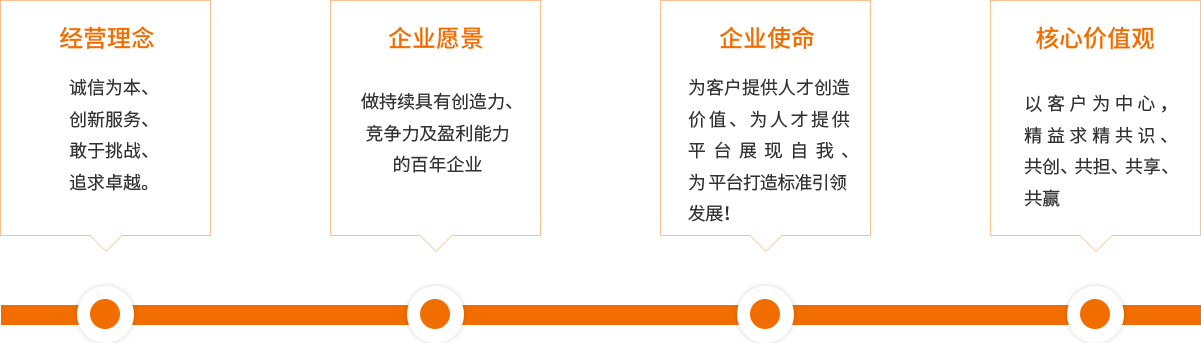 经营理念
诚信为本、
创新服务、
敢于挑战、
追求卓越。
企业愿景
做持续具有创造力、
竞争力及盈利能力
的百年企业
企业使命
为客户提供人才创造
价值、为人才提供
平台展现自我、
为平台打造标准引领
发展！
核心价值观
以客户为中心，
精益求精共识、
共创、共担、共享、
共赢